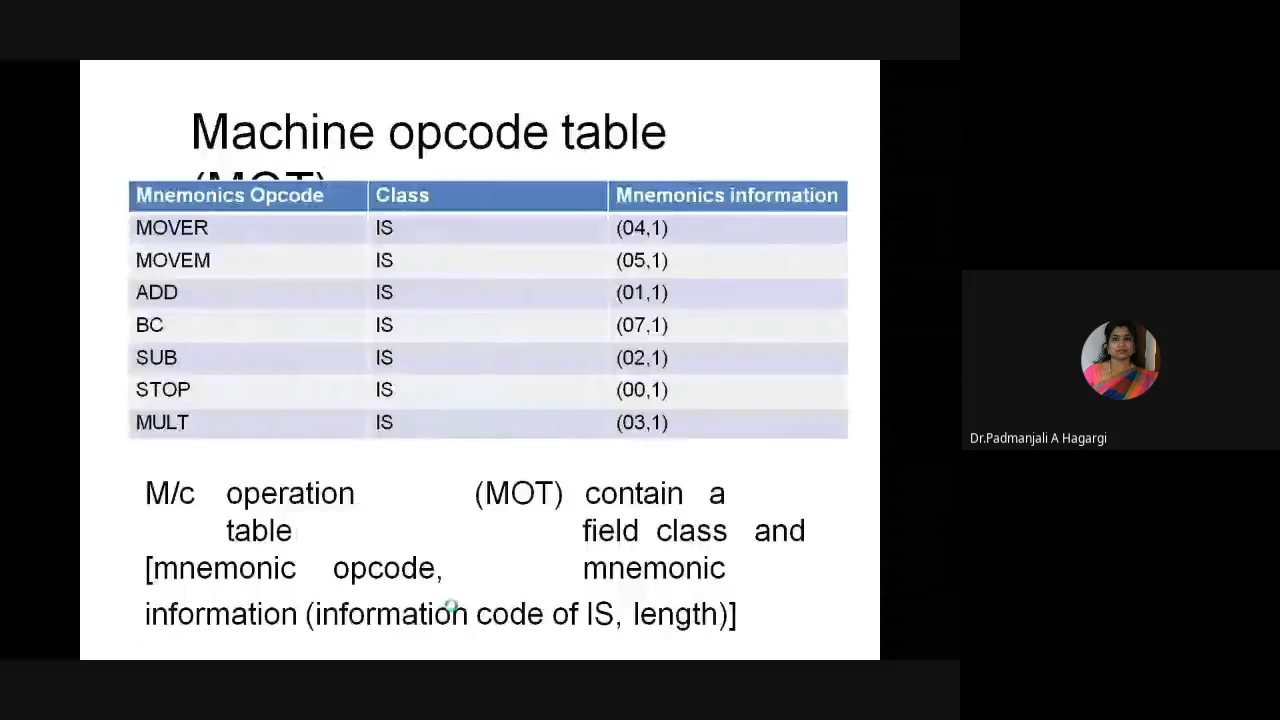 Machine opcode table
(MOT)
Mnemonics Opcode Class Mnemonics information
MOVER IS (04,1)
MOVEM IS (05,1)
ADD IS (01,1)
BC IS (07,1)
SUB IS (02,1)
STOP IS (00,1)
MULT IS (03,1)
M/c operation (MOT) contain a
table field class and
[mnemonic opcode, mnemonic
information (information code of IS, length)]
Dr.Padmanjali A Hagargi